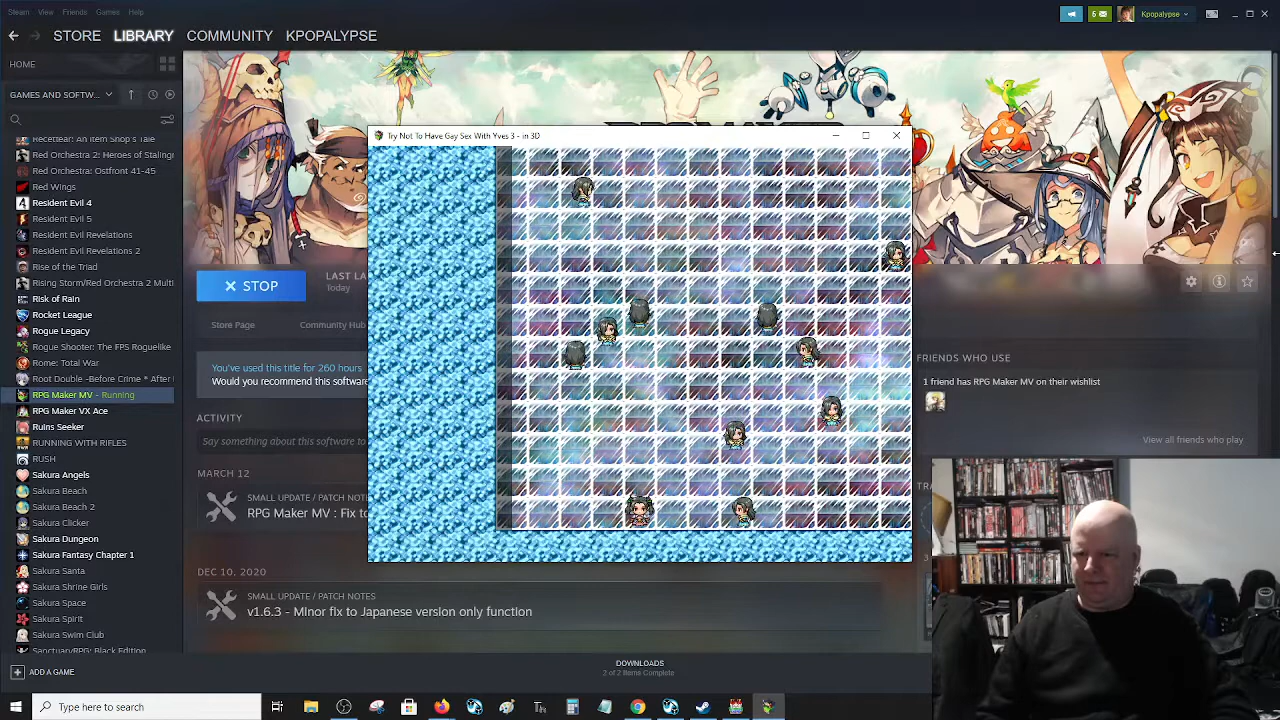 Steam View Friends Games Help
5 Kpopalypse
STORE LIBRARY COMMUNITY KPOPALYPSE
HOME
GAMES AND SOFTW...
Recettear: An Item Shop's Tale
Red Orchestra 2: Heroes of Stalingr
Red Orchestra: Ostfront 41-45
Red Wings
Resident Evil 4
Resident Evil 5
Resident Evil Revelations
Resident Evil Revelations 2
Rise of the Triad
Rising Storm/Red Orchestra 2 Multi
Risk of Rain
Rocket League
Rogue Legacy
Rogue Shooter: The FPS Roguelike
Rome: Total War
Root Double -Before Crime * After
RPG Maker MV - Running
RPG Maker VX Ace
Ruins Seeker
RUNNING WITH RIFLES
RUSH
Sakura Angels
Sakura Beach
Sakura Beach 2
Sakura Clicker
Sakura Dungeon
Sakura Fantasy Chapter 1
Sakura Santa
Sakura Shrine Girls
Sakura Space
Sakura Spirit
Sakura Swim Club
Sanctuary RPG: Black Edition
ADD A GAME
Try Not To Have Gay Sex With Yves 3 - in 3D
STOP
LAST LA
Today
Store Page Community Hub
You've used this title for 260 hours
Would you recommend this software
ACTIVITY
Say something about this software to
MARCH 12
SMALL UPDATE / PATCH NOTE
RPG Maker MV : Fix to
DEC 10, 2020
SMALL UPDATE / PATCH NOTES
v1.6.3 - Minor fix to Japanese version only function
FRIENDS WHO USE
1 friend has RPG Maker MV on their wishlist
View all friends who play
TRA
DOWNLOADS
2 of 2 Items Complete
Type here to search